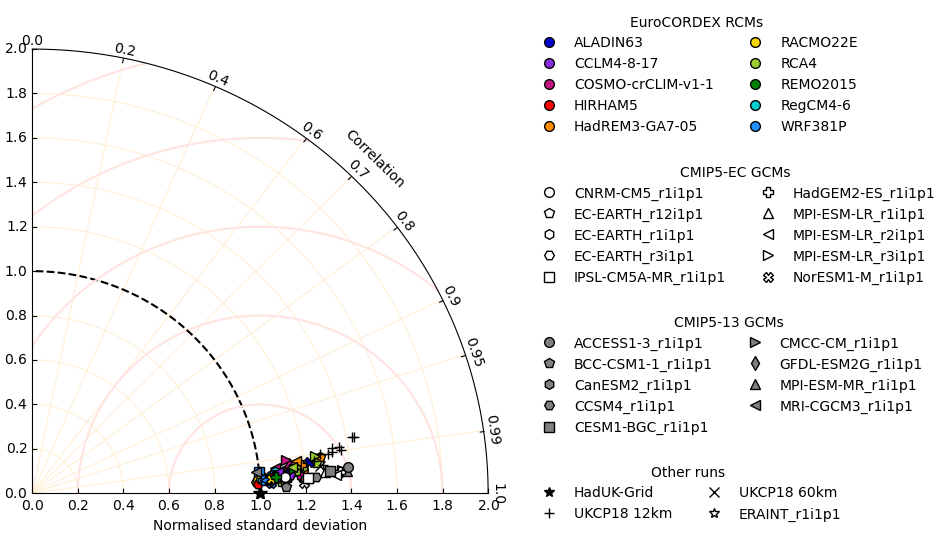 0.0
0.2
0.4
0.6
0.7
0.8
0.9
0.95
0.99
1.0
Correlation
2.0
1.8
1.6
1.4
1.2
1.0
0.8
0.6
0.4
0.2
0.0
0.0 0.2 0.4 0.6 0.8 1.0 1.2 1.4 1.6 1.8 2.0
Normalised standard deviation
EuroCORDEX RCMs
ALADIN63
CCLM4-8-17
COSMO-crCLIM-v1-1
HIRHAM5
HadREM3-GA7-05
RACMO22E
RCA4
REMO2015
RegCM4-6
WRF381P
CMIP5-EC GCMs
CNRM-CM5_r1i1p1
EC-EARTH_r12i1p1
EC-EARTH_r1i1p1
EC-EARTH_r3i1p1
IPSL-CM5A-MR_r1i1p1
HadGEM2-ES_r1i1p1
MPI-ESM-LR_r1i1p1
MPI-ESM-LR_r2i1p1
MPI-ESM-LR_r3i1p1
NorESM1-M_r1i1p1
CMIP5-13 GCMs
ACCESS1-3_r1i1p1
BCC-CSM1-1_r1i1p1
CanESM2_r1i1p1
CCSM4_r1i1p1
CESM1-BGC_r1i1p1
CMCC-CM_r1i1p1
GFDL-ESM2G_r1i1p1
MPI-ESM-MR_r1i1p1
MRI-CGCM3_r1i1p1
Other runs
HadUK-Grid
UKCP18 12km
UKCP18 60km
ERAINT_r1i1p1